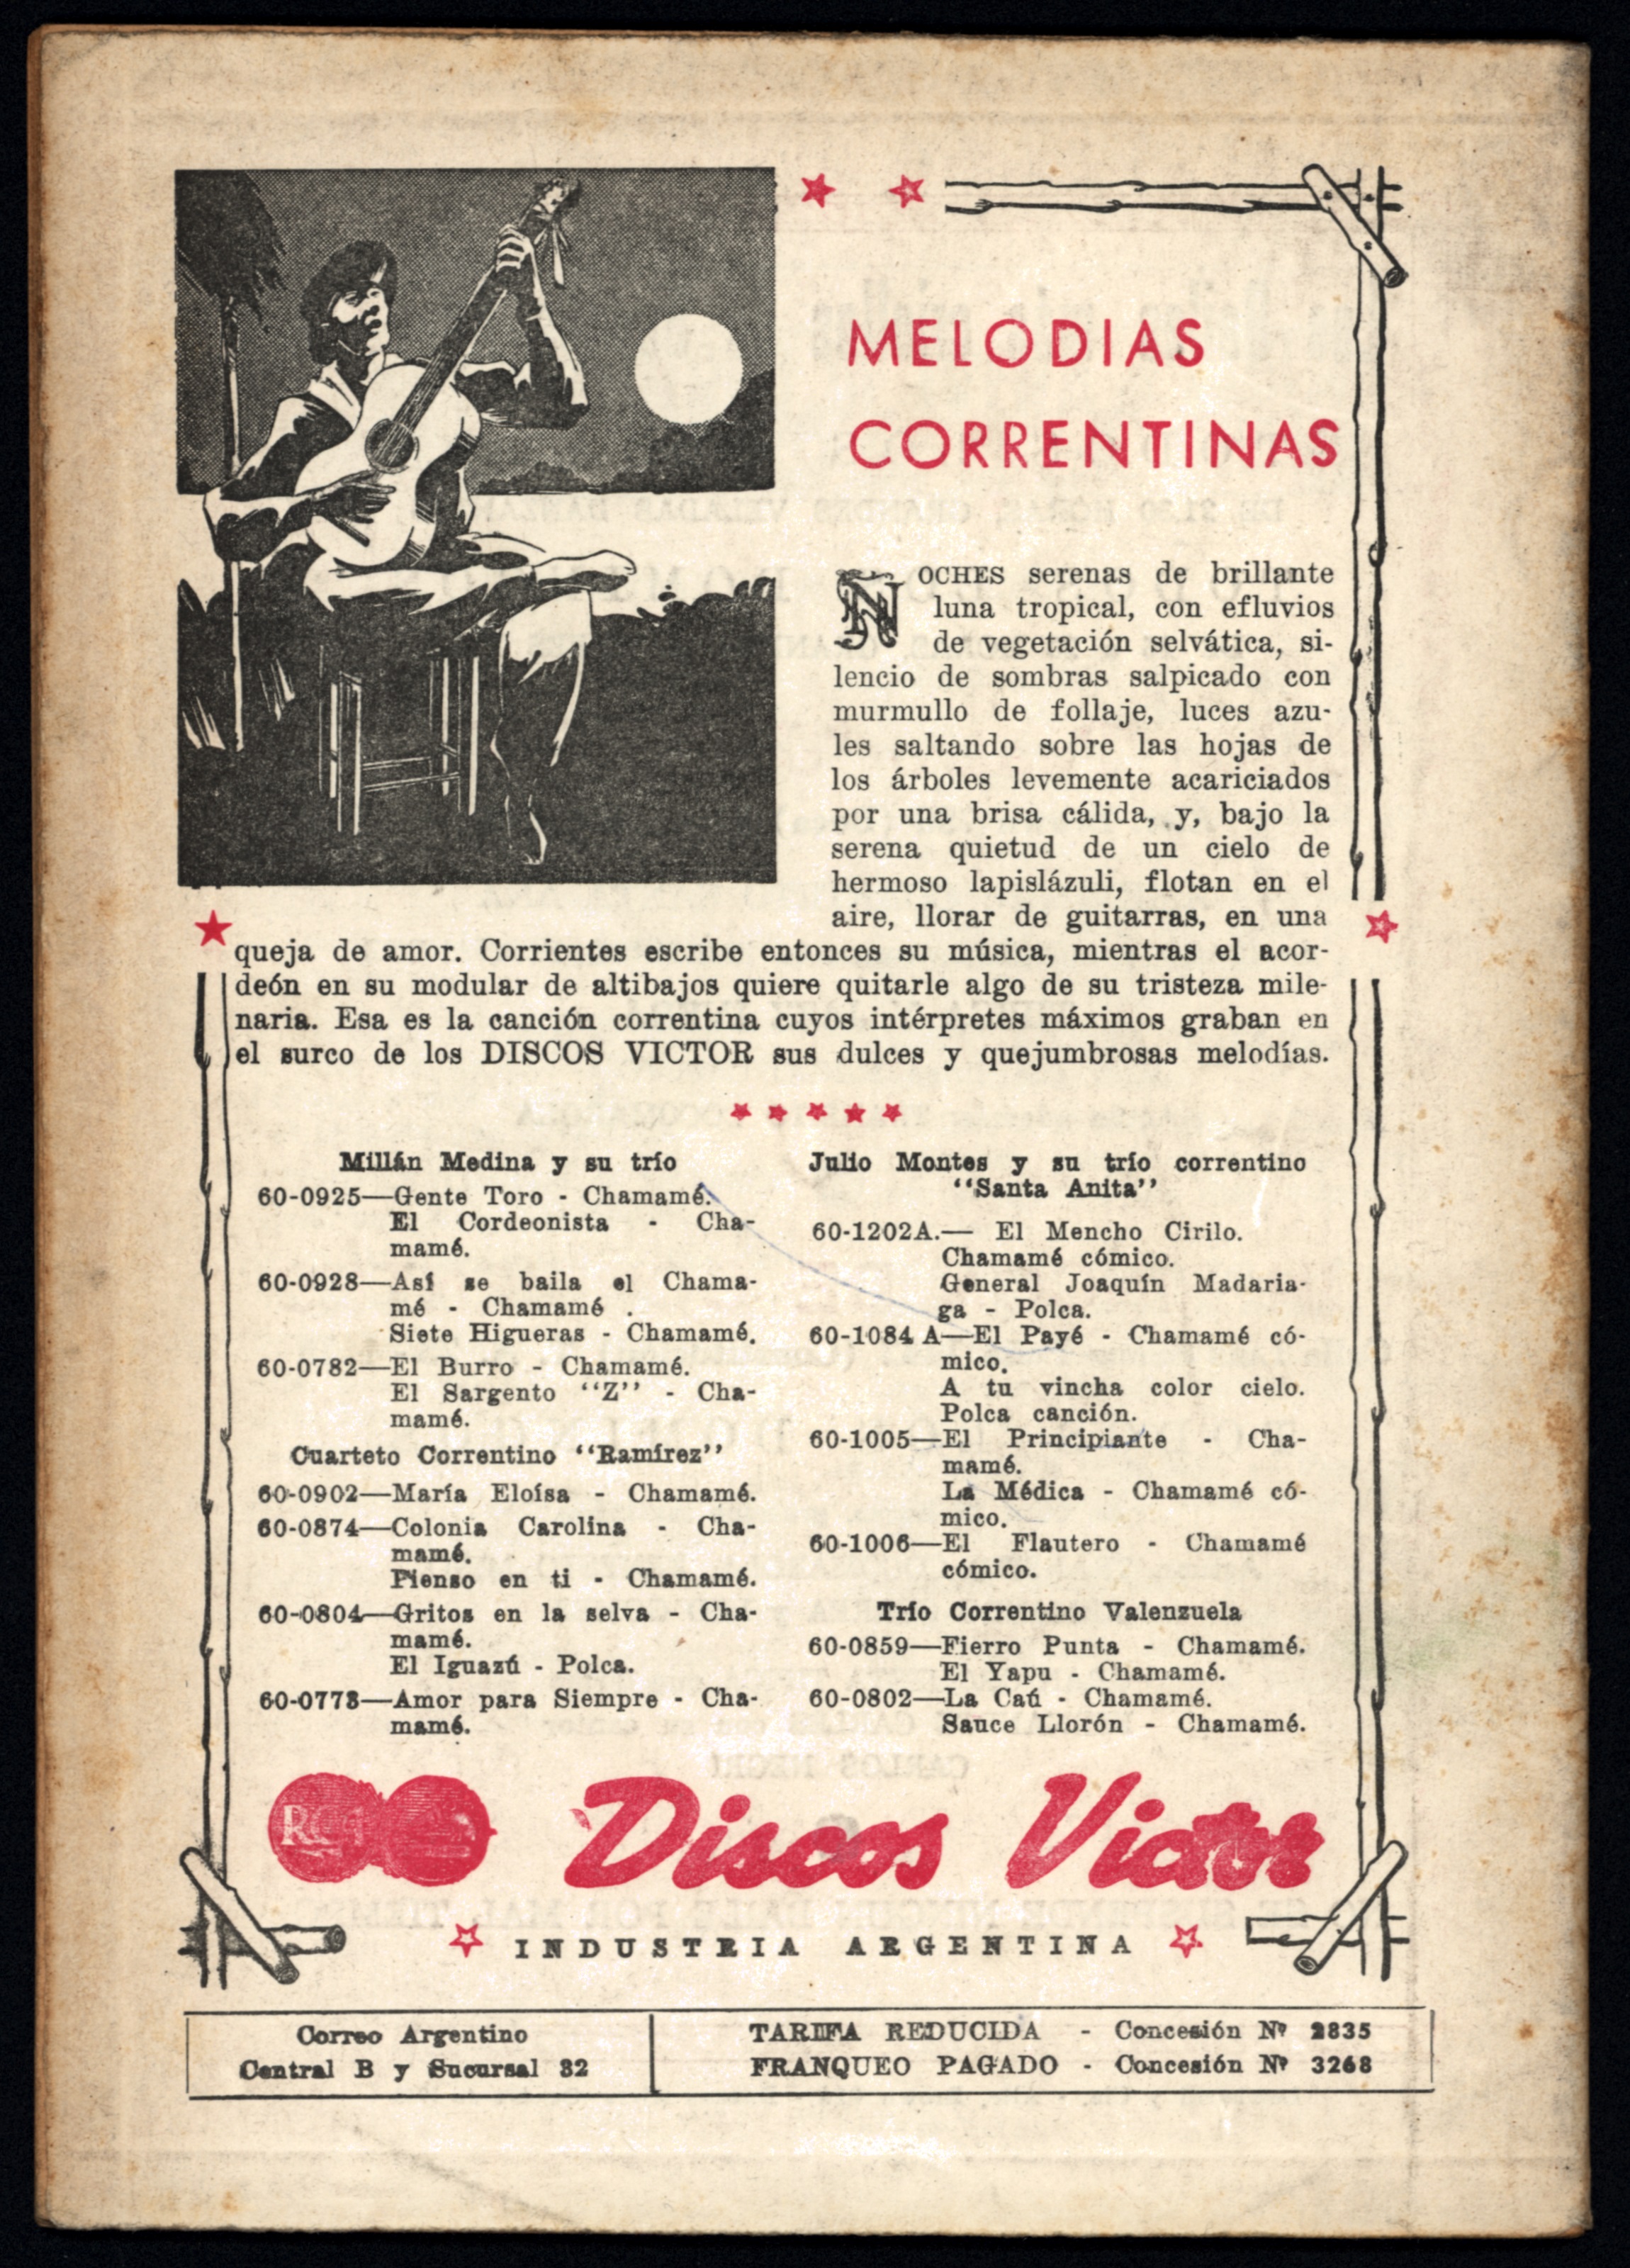 MELODIAS
CORRENTINAS
NOCHES serenas de brillante
luna tropical, con efluvios
de vegetación selvática, si-
lencio de sombras salpicado con
murmullo de follaje, luces azu-
les saltando sobre las hojas de
los árboles levemente acariciados
por una brisa cálida, y, bajo la
serena quietud de un cielo de
hermoso lapislázuli, flotan en el
aire, llorar de guitarras, en una
queja de amor. Corrientes escribe entonces su música, mientras el acor-
deón en su modular de altibajos quiere quitarle algo de su tristeza mile-
naria. Esa es la canción correntina cuyos intérpretes máximos graban en
el surco de los DISCOS VICTOR sus dulces y quejumbrosas melodías.
Millán Medina y su trío
60-0925—Gente Toro - Chamamé.
El Cordeonista - Cha-
mamé.
60-0928—Así se baila el Chama-
mé - Chamamé .
Siete Higueras - Chamamé.
60-0782—El Burro - Chamamé.
El Sargento "Z" - Cha-
mamé.
Cuarteto Correntino "Ramírez"
60-0902—María Eloísa - Chamamé.
60-0874—Colonia Carolina - Cha-
mamé.
Pienso en ti - Chamamé.
60-0804—Gritos en la selva - Cha-
mamé.
El Iguazú - Polca.
60-0773—Amor para Siempre - Cha-
mamé.
Julio Montes y su trío correntino
"Santa Anita"
60-1202A.— El Mencho Cirilo.
Chamamé cómico.
General Joaquín Madaria-
ga - Polca.
60-1084 A—El Payé - Chamamé có-
mico.
A tu vincha color cielo.
Polca canción.
60-1005—El Principiante - Cha-
mamé.
La Médica - Chamamé có-
mico.
60-1006—El Flautero - Chamamé
cómico.
Trío Correntino Valenzuela
60-0859—Fierro Punta - Chamamé.
El Yapu - Chamamé.
60-0802—La Caú - Chamamé.
Sauce Llorón - Chamamé.
RCA Discos Victor
INDUSTRIA ARGENTINA
Correo Argentino
Central B y Sucursal 32
TARIFA REDUCIDA - Concesión Nº 2835
FRANQUEO PAGADO - Concesión Nº 3268